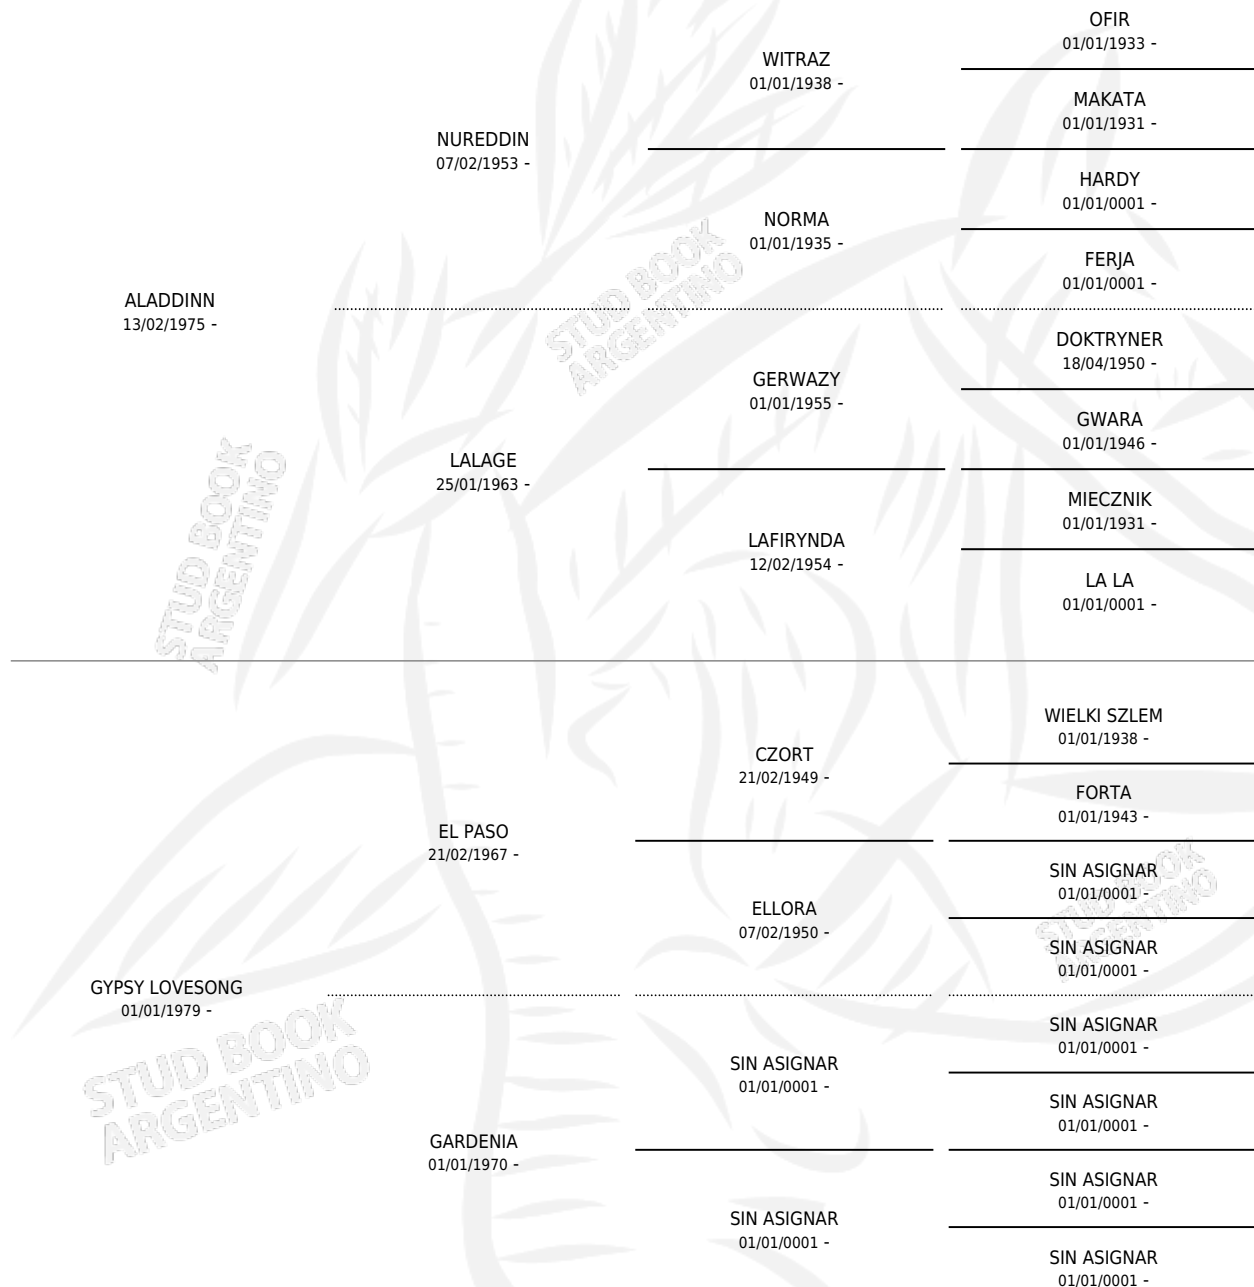 OFIR
01/01/1933 -
WITRAZ
01/01/1938 -
MAKATA
01/01/1931 -
NUREDDIN
07/02/1953 -
HARDY
01/01/0001 -
NORMA
01/01/1935 -
FERJA
01/01/0001 -
ALADDINN
13/02/1975 -
DOKTRYNER
18/04/1950 -
GERWAZY
01/01/1955 -
GWARA
01/01/1946 -
LALAGE
25/01/1963 -
MIECZNIK
01/01/1931 -
LAFIRYNDA
12/02/1954 -
LA LA
01/01/0001 -
WIELKI SZLEM
01/01/1938 -
CZORT
21/02/1949 -
FORTA
01/01/1943 -
EL PASO
21/02/1967 -
SIN ASIGNAR
01/01/0001 -
ELLORA
07/02/1950 -
SIN ASIGNAR
01/01/0001 -
GYPSY LOVESONG
01/01/1979 -
SIN ASIGNAR
01/01/0001 -
SIN ASIGNAR
01/01/0001 -
SIN ASIGNAR
01/01/0001 -
GARDENIA
01/01/1970 -
SIN ASIGNAR
01/01/0001 -
SIN ASIGNAR
01/01/0001 -
SIN ASIGNAR
01/01/0001 -
STUD BOOK
ARGENTINO
STUD BOOK
ARGENTINO
STUD BOOK
ARGENTINO
STUD BOOK
ARGENTINO